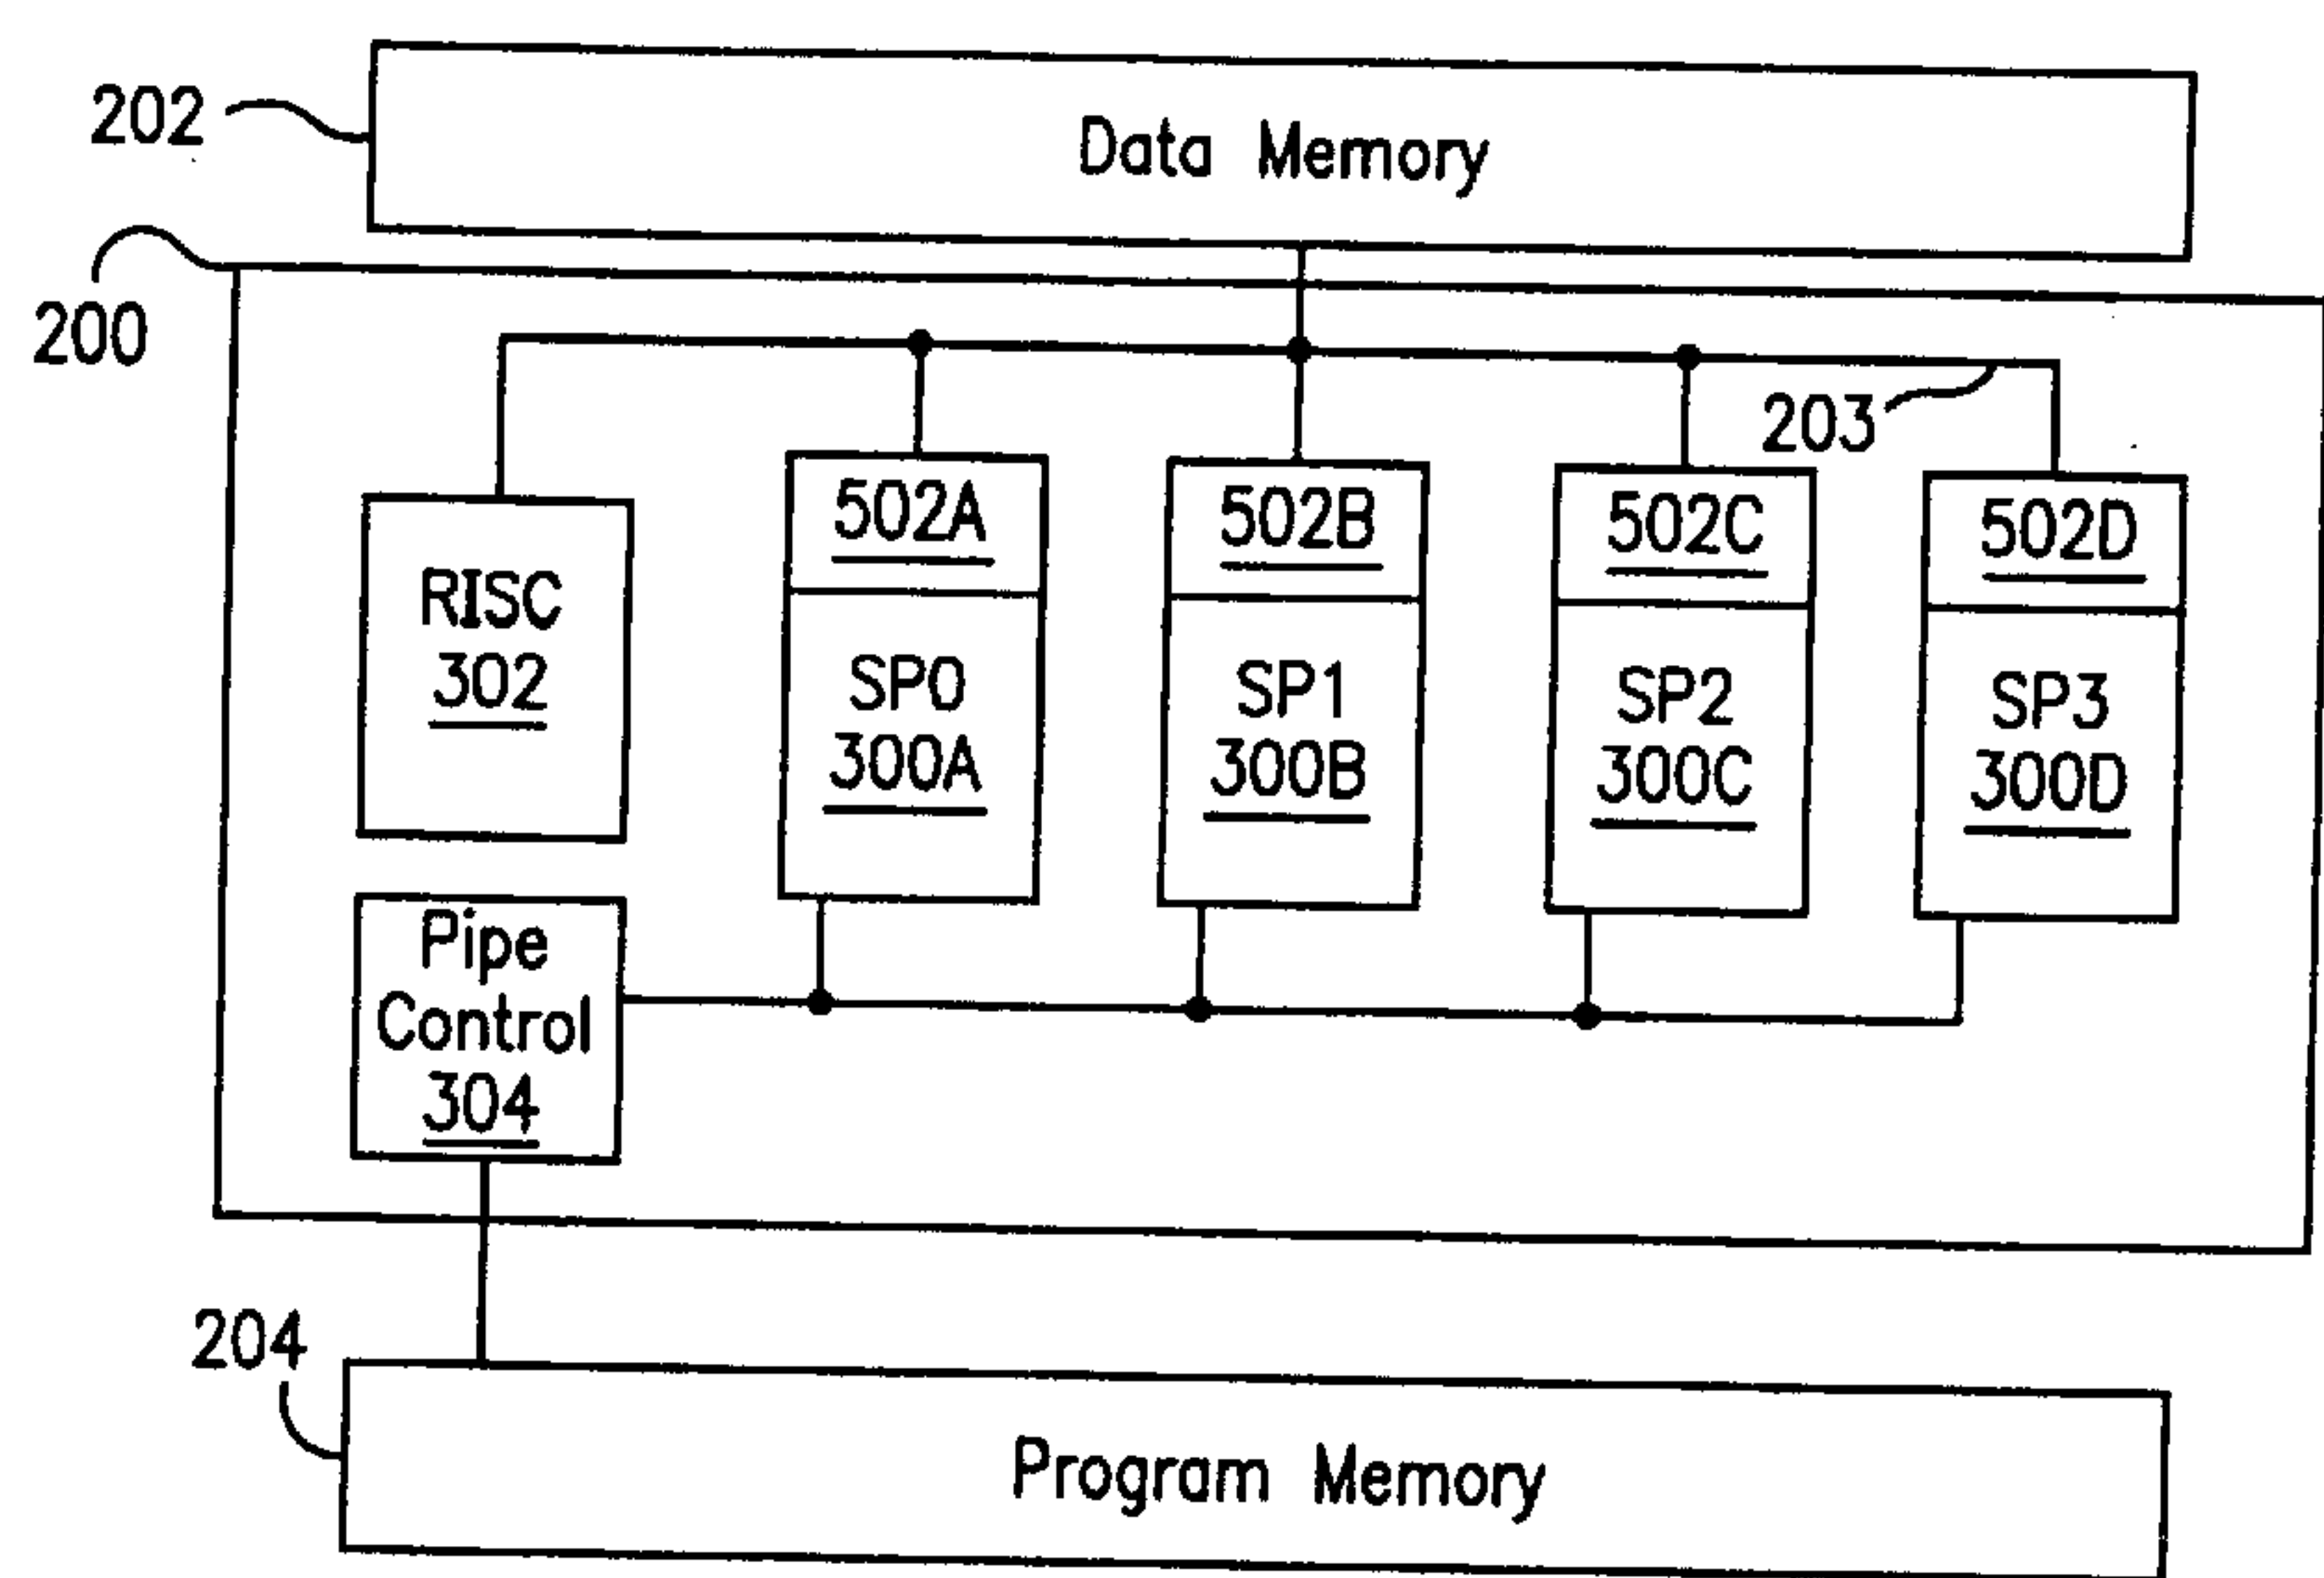 202
Data Memory
200
203
502A
502B
502C
502D
RISC
302
SP0
300A
SP1
300B
SP2
300C
SP3
300D
Pipe
Control
304
204
Program Memory